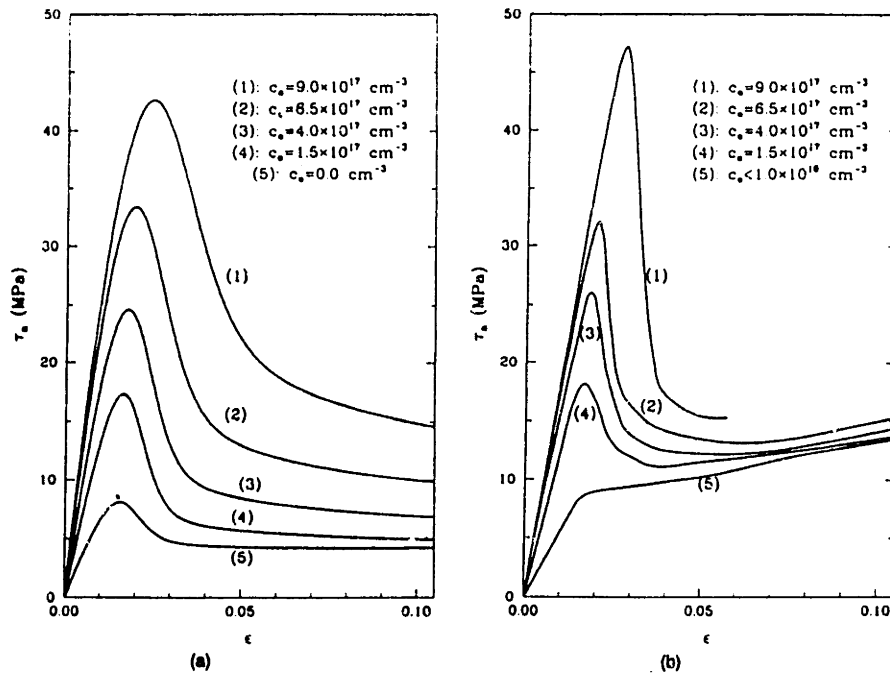 50
40
30
20
10
0
τₐ (MPa)
(1): cₒ=9.0×10¹⁷ cm⁻³
(2): cₒ=6.5×10¹⁷ cm⁻³
(3): cₒ=4.0×10¹⁷ cm⁻³
(4): cₒ=1.5×10¹⁷ cm⁻³
(5): cₒ=0.0 cm⁻³
(1)
(2)
(3)
(4)
(5)
0.00
0.05
0.10
ϵ
(a)
50
40
30
20
10
0
τₐ (MPa)
(1). cₒ=9.0×10¹⁷ cm⁻³
(2): cₒ=6.5×10¹⁷ cm⁻³
(3): cₒ=4.0×10¹⁷ cm⁻³
(4): cₒ=1.5×10¹⁷ cm⁻³
(5). cₒ<1.0×10¹⁶ cm⁻³
(1)
(3)
(2)
(4)
(5)
0.00
0.05
0.10
ϵ
(b)